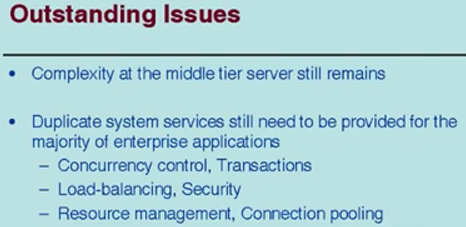 Outstanding Issues
• Complexity at the middle tier server still remains
• Duplicate system services still need to be provided for the
majority of enterprise applications
– Concurrency control, Transactions
– Load-balancing, Security
– Resource management, Connection pooling